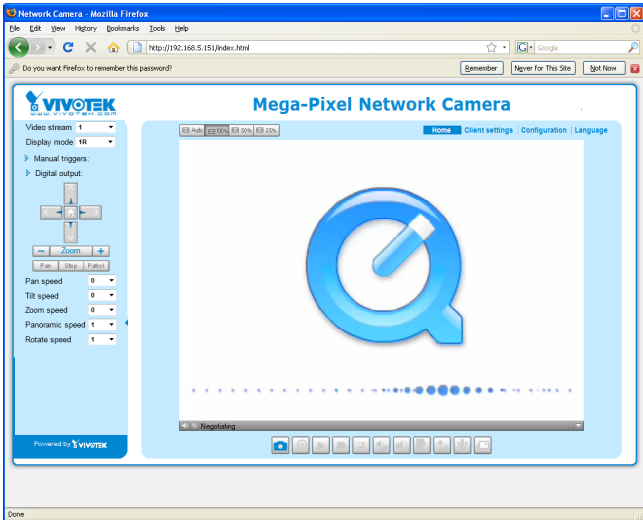 Network Camera - Mozilla Firefox
File Edit View History Bookmarks Tools Help
http://192.168.5.151/index.html
G Google
Do you want Firefox to remember this password?
Remember Never for This Site Not Now
VIVOTEK
WWW.VIVOTEK.COM
Mega-Pixel Network Camera
Video stream 1
Display mode 1R
Manual triggers:
Digital output:
Zoom
Pan Stop Patrol
Pan speed 0
Tilt speed 0
Zoom speed 0
Panoramic speed 1
Rotate speed 1
Powered by VIVOTEK
Auto 100% 50% 25%
Home Client settings Configuration Language
Negotiating
Done